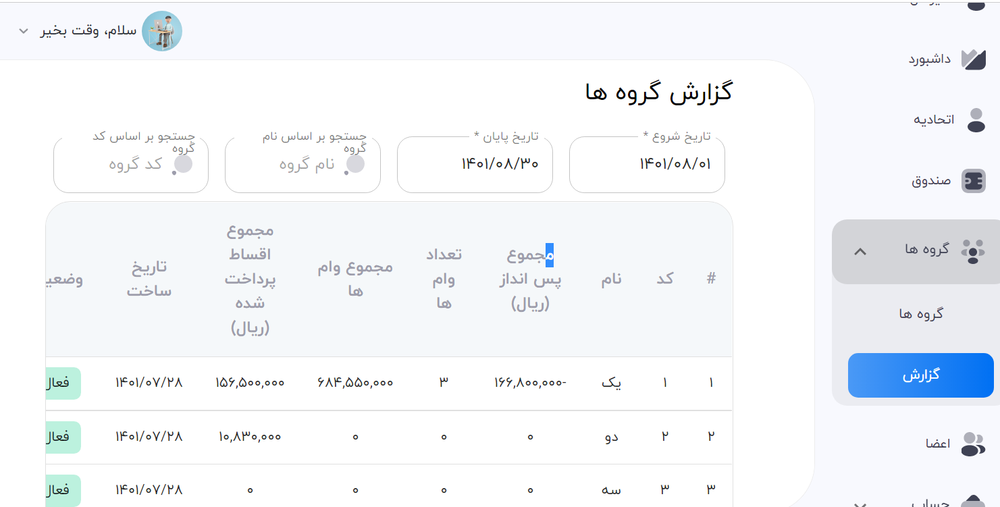 سلام، وقت بخیر
داشبورد
اتحادیه
صندوق
گروه ها
گروه ها
گزارش
اعضا
حساب
گزارش گروه ها
تاریخ شروع *
۱۴۰۱/۰۸/۰۱
تاریخ پایان *
۱۴۰۱/۰۸/۳۰
جستجو بر اساس نام
گروه
نام گروه
جستجو بر اساس کد
گروه
کد گروه
#
کد
نام
مجموع
پس انداز
(ریال)
تعداد
وام
ها
مجموع وام
ها
مجموع
اقساط
پرداخت
شده
(ریال)
تاریخ
ساخت
وضعی
۱ ۱ یک -۱۶۶,۸۰۰,۰۰۰ ۳ ۶۸۴,۵۵۰,۰۰۰ ۱۵۶,۵۰۰,۰۰۰ ۱۴۰۱/۰۷/۲۸ فعال
۲ ۲ دو ۰ ۰ ۰ ۱۰,۸۳۰,۰۰۰ ۱۴۰۱/۰۷/۲۸ فعال
۳ ۳ سه ۰ ۰ ۰ ۰ ۱۴۰۱/۰۷/۲۸ فعال